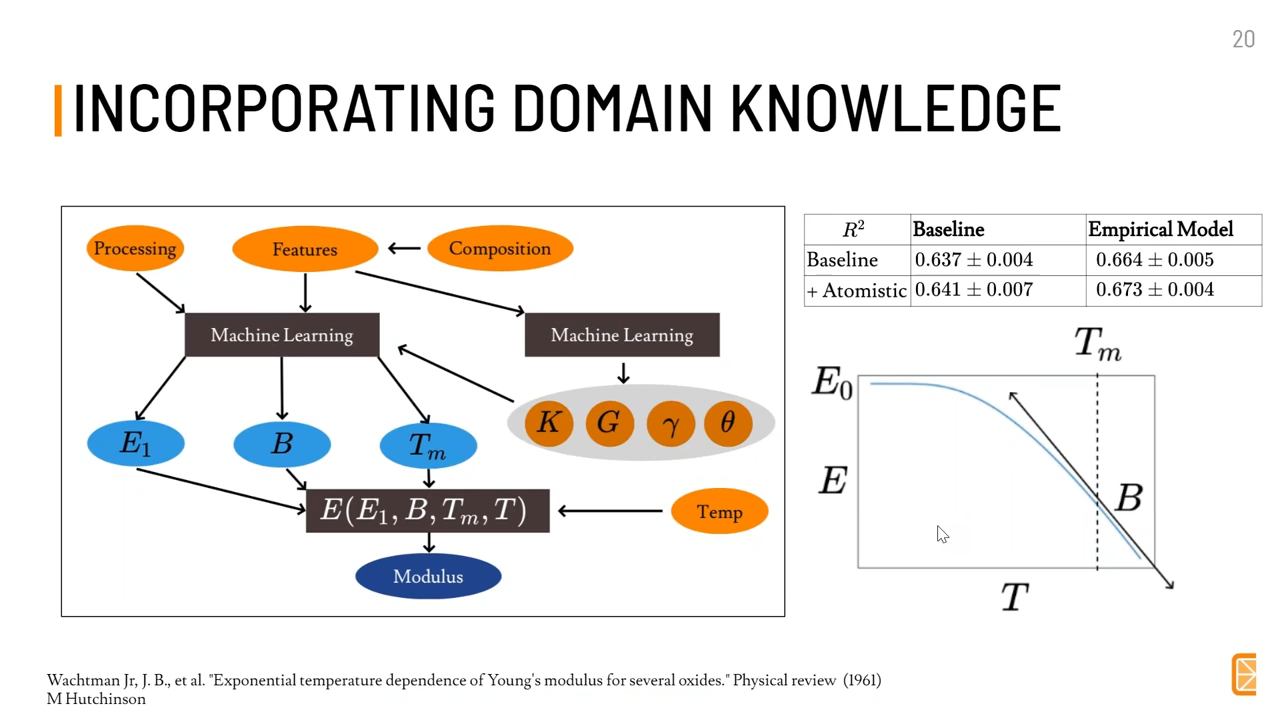 20
INCORPORATING DOMAIN KNOWLEDGE
Processing
Features
Composition
Machine Learning
Machine Learning
K G γ θ
E₁
B
Tₘ
E(E₁, B, Tₘ, T)
Temp
Modulus
R² Baseline Empirical Model
Baseline 0.637 ± 0.004 0.664 ± 0.005
+ Atomistic 0.641 ± 0.007 0.673 ± 0.004
Tₘ
E₀
E
B
T
Wachtman Jr, J. B., et al. "Exponential temperature dependence of Young's modulus for several oxides." Physical review (1961)
M Hutchinson